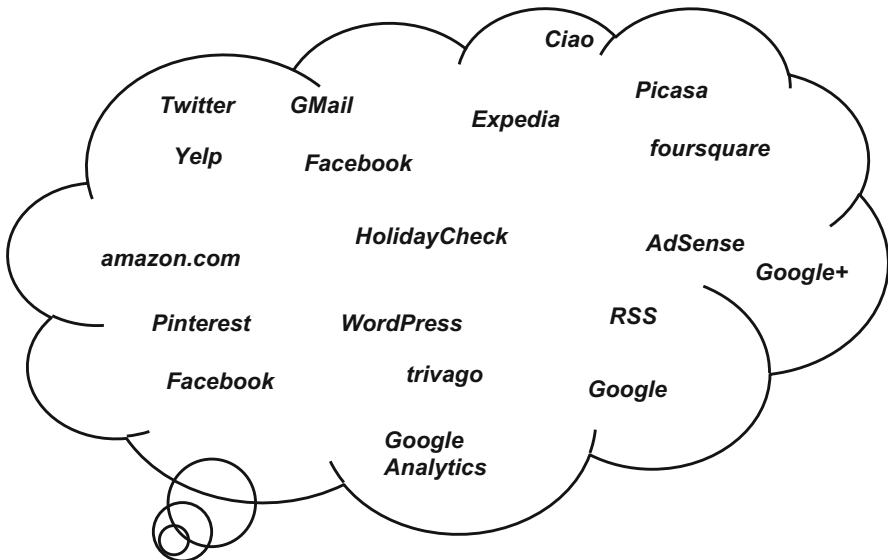 Ciao
Picasa
Twitter
GMail
Expedia
Yelp
Facebook
foursquare
HolidayCheck
AdSense
amazon.com
Google+
Pinterest
WordPress
RSS
Facebook
trivago
Google
Google
Analytics